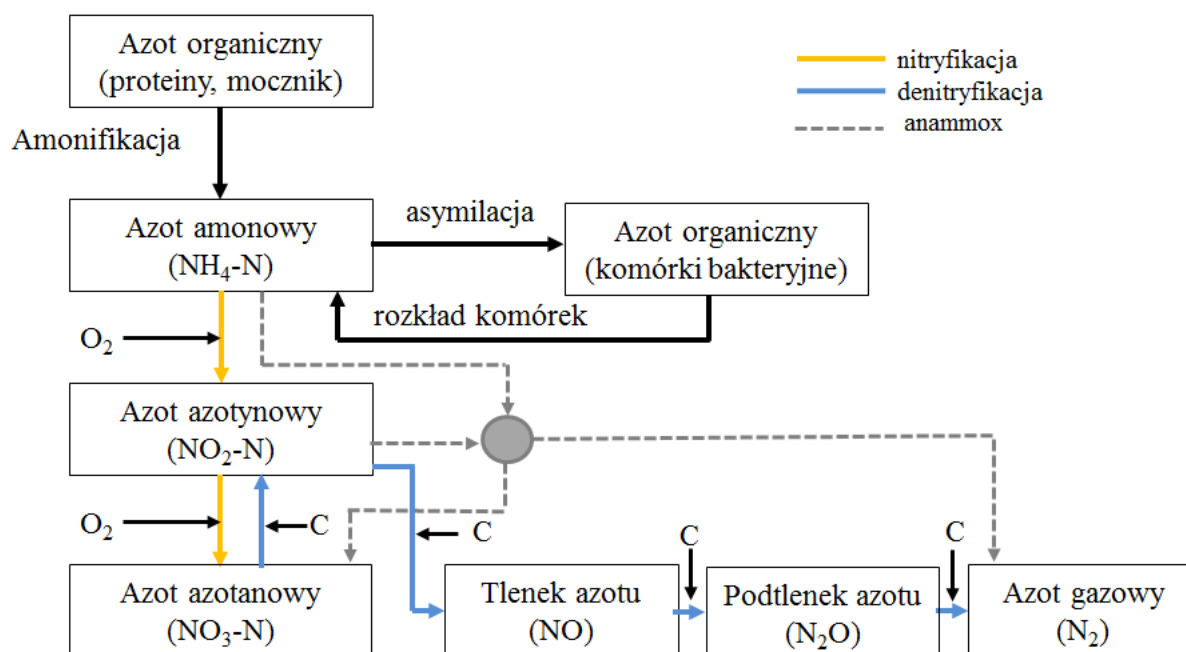 Azot organiczny
(proteiny, mocznik)
nitryfikacja
denitryfikacja
anammox
Amonifikacja
Azot amonowy
(NH₄-N)
asymilacja
Azot organiczny
(komórki bakteryjne)
rozkład komórek
O₂
Azot azotynowy
(NO₂-N)
O₂
C
C
C
C
Azot azotanowy
(NO₃-N)
Tlenek azotu
(NO)
Podtlenek azotu
(N₂O)
Azot gazowy
(N₂)